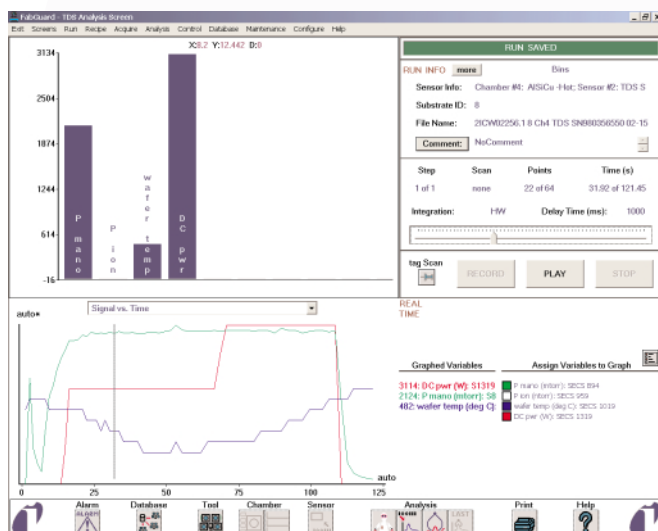 FabGuard - TDS Analysis Screen
Exit Screens Run Recipe Acquire Analysis Control Database Maintenance Configure Help
X:8.2 Y:12.442 D:0
3134
2504
1874
1244
614
-16
P mano
P ion
wafer temp
DC pwr
RUN SAVED
RUN INFO more Bins
Sensor Info: Chamber #4: AlSiCu -Hot; Sensor #2: TDS S
Substrate ID: 8
File Name: 2ICW02256.1 8 Ch4 TDS SN980356550 02-15
Comment: NoComment
Step Scan Points Time (s)
1 of 1 none 22 of 64 31.92 of 121.45
Integration: HW Delay Time (ms): 1000
tag Scan
RECORD PLAY STOP
REAL
TIME
Signal vs. Time
auto*
auto
0 25 50 75 100 125
Graphed Variables Assign Variables to Graph
3114: DC pwr (W): S1319
2124: P mano (mtorr): S8
482: wafer temp (deg C):
P mano (mtorr): SECS 894
P ion (mtorr): SECS 959
wafer temp (deg C): SECS 1019
DC pwr (W): SECS 1319
Alarm Database Tool Chamber Sensor Analysis Print Help
ALARM
LAST